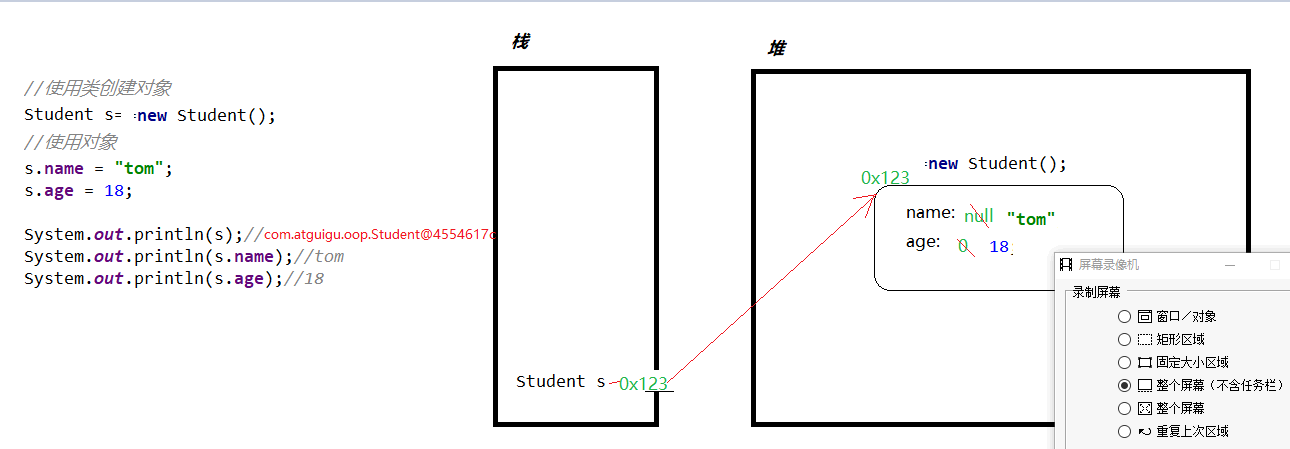 //使用类创建对象
Student s= new Student();
//使用对象
s.name = "tom";
s.age = 18;
System.out.println(s);//com.atguigu.oop.Student@4554617c
System.out.println(s.name);//tom
System.out.println(s.age);//18
栈
Student s 0x123
堆
new Student();
0x123
name: null "tom"
age: 0 18;
屏幕录像机
录制屏幕
窗口/对象
矩形区域
固定大小区域
整个屏幕(不含任务栏)
整个屏幕
重复上次区域